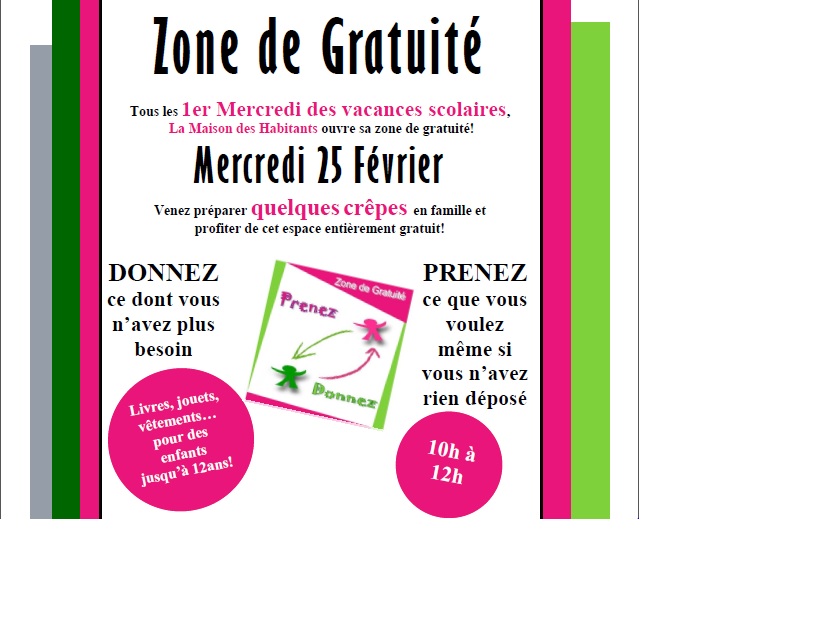 Zone de Gratuité
Tous les 1er Mercredi des vacances scolaires,
La Maison des Habitants ouvre sa zone de gratuité!
Mercredi 25 Février
Venez préparer quelques crêpes en famille et
profiter de cet espace entièrement gratuit!
DONNEZ
ce dont vous
n’avez plus
besoin
Livres, jouets,
vêtements…
pour des
enfants
jusqu’à 12ans!
Zone de Gratuité
Prenez
Donnez
PRENEZ
ce que vous
voulez
même si
vous n’avez
rien déposé
10h à
12h